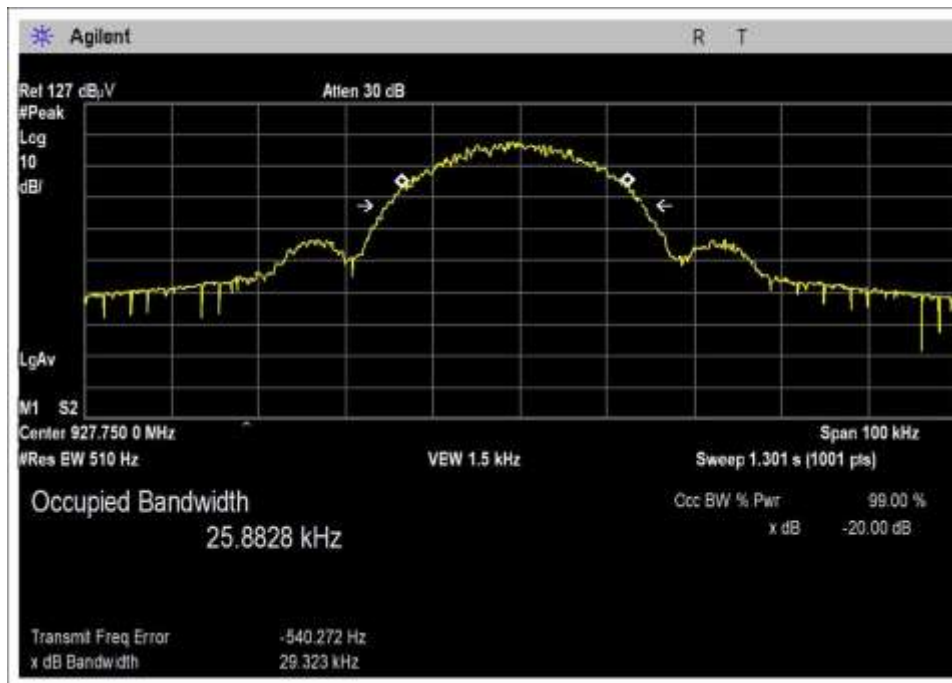 Agilent R T
Ref 127 dBµV Atten 30 dB
#Peak
Log
10
dB/
LgAv
M1 S2
Center 927.750 0 MHz Span 100 kHz
#Res BW 510 Hz VBW 1.5 kHz Sweep 1.301 s (1001 pts)
Occupied Bandwidth Occ BW % Pwr 99.00 %
25.8828 kHz x dB -20.00 dB
Transmit Freq Error -540.272 Hz
x dB Bandwidth 29.323 kHz